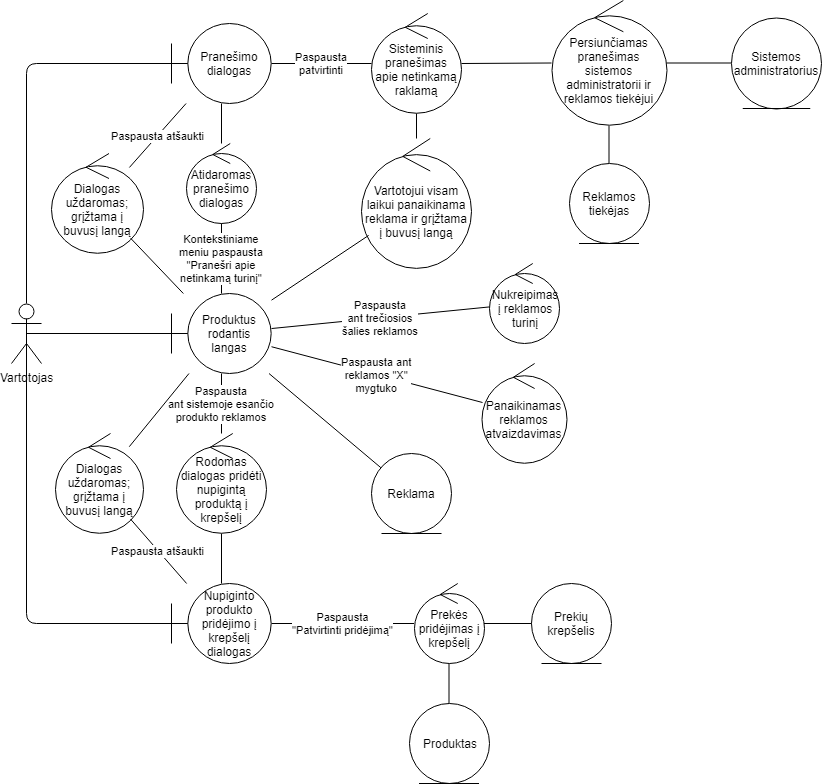 Pranešimo
dialogas
Paspausta
patvirtinti
Sisteminis
pranešimas
apie netinkamą
raklamą
Persiunčiamas
pranešimas
sistemos
administratorii ir
reklamos tiekėjui
Sistemos
administratorius
Paspausta atšaukti
Dialogas
uždaromas;
grįžtama į
buvusį langą
Atidaromas
pranešimo
dialogas
Vartotojui visam
laikui panaikinama
reklama ir grįžtama
į buvusį langą
Reklamos
tiekėjas
Kontekstiniame
meniu paspausta
"Pranešri apie
netinkamą turinį"
Produktus
rodantis
langas
Paspausta
ant trečiosios
šalies reklamos
Nukreipimas
į reklamos
turinį
Vartotojas
Paspausta ant
reklamos "X"
mygtuko
Panaikinamas
reklamos
atvaizdavimas
Paspausta
ant sistemoje esančio
produkto reklamos
Dialogas
uždaromas;
grįžtama į
buvusį langą
Rodomas
dialogas pridėti
nupigintą
produktą į
krepšelį
Reklama
Paspausta atšaukti
Nupiginto
produkto
pridėjimo į
krepšelį
dialogas
Paspausta
"Patvirtinti pridėjimą"
Prekės
pridėjimas į
krepšelį
Prekių
krepšelis
Produktas